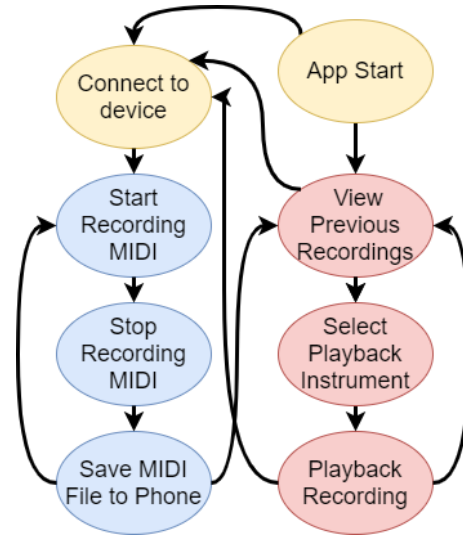 App Start
Connect to
device
Start
Recording
MIDI
View
Previous
Recordings
Stop
Recording
MIDI
Select
Playback
Instrument
Save MIDI
File to Phone
Playback
Recording